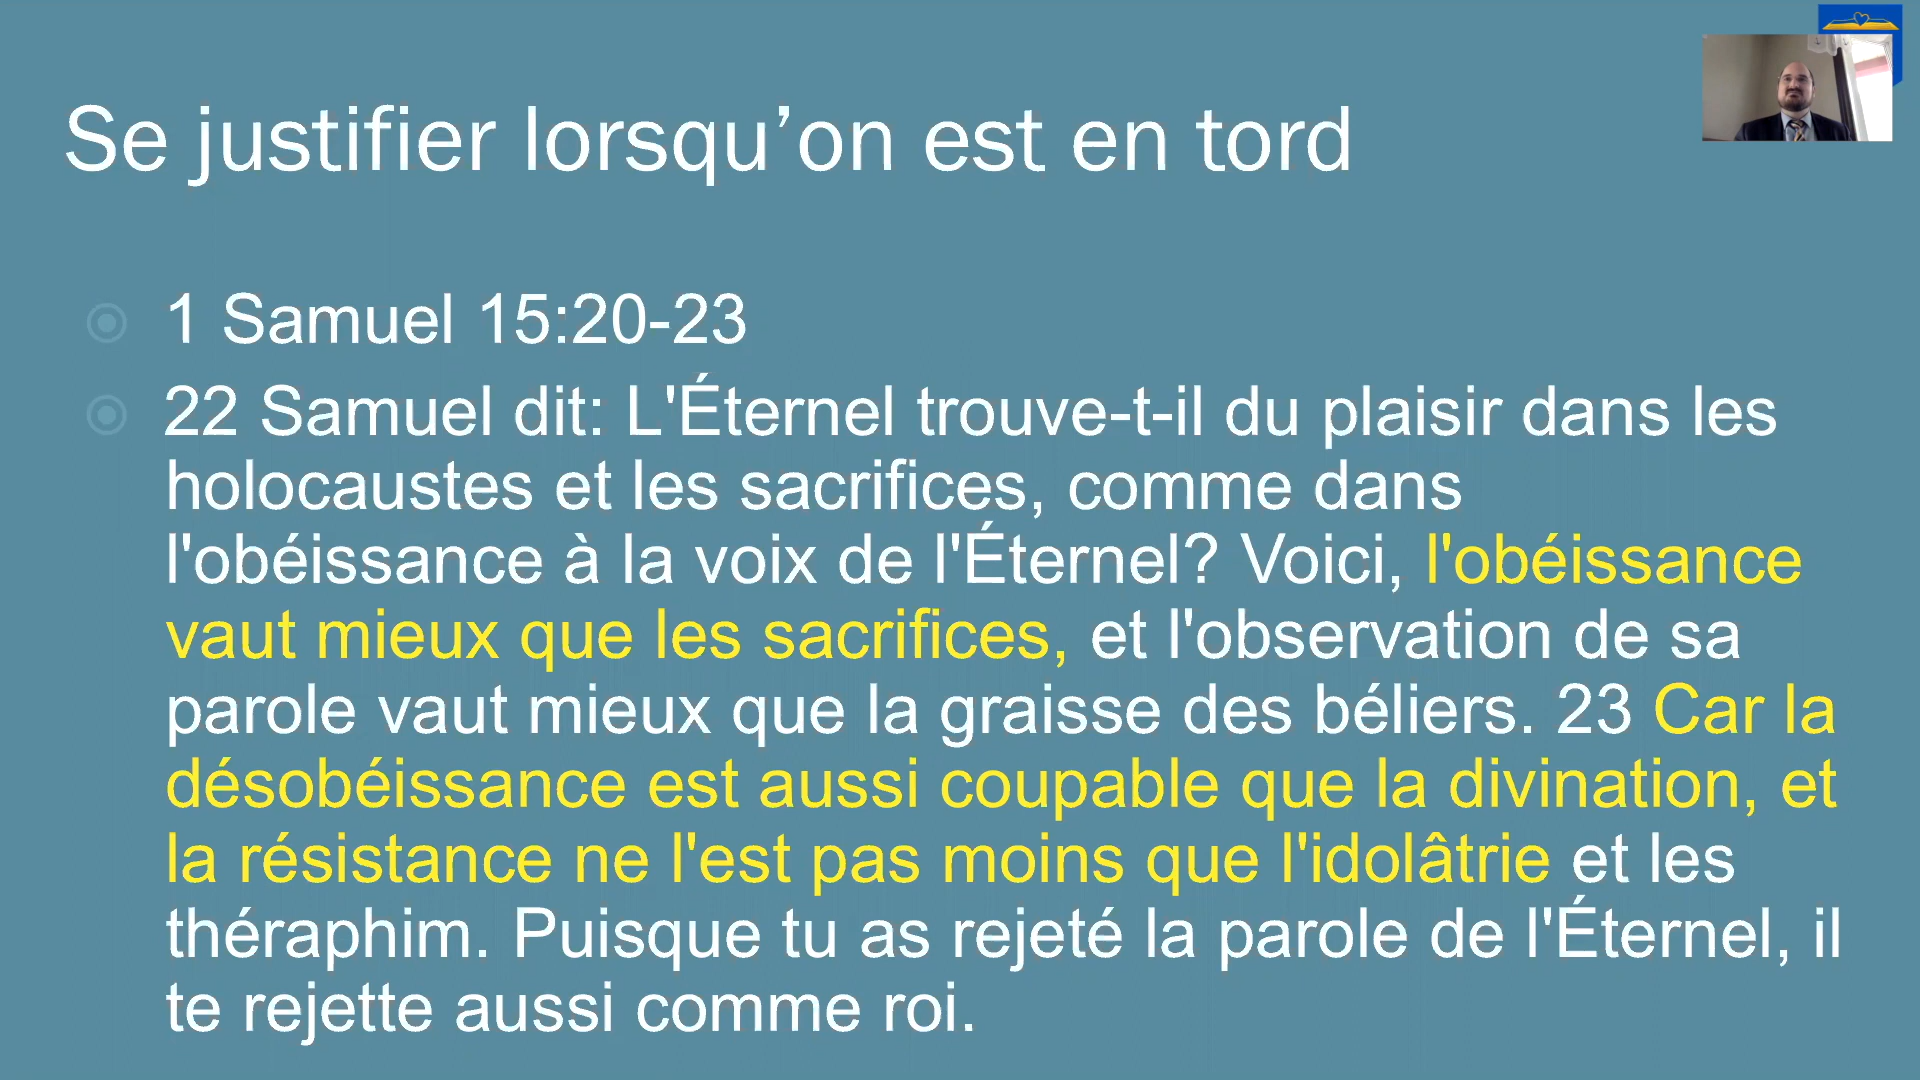 Se justifier lorsqu’on est en tord
1 Samuel 15:20-23
22 Samuel dit: L'Éternel trouve-t-il du plaisir dans les
holocaustes et les sacrifices, comme dans
l'obéissance à la voix de l'Éternel? Voici, l'obéissance
vaut mieux que les sacrifices, et l'observation de sa
parole vaut mieux que la graisse des béliers. 23 Car la
désobéissance est aussi coupable que la divination, et
la résistance ne l'est pas moins que l'idolâtrie et les
théraphim. Puisque tu as rejeté la parole de l'Éternel, il
te rejette aussi comme roi.